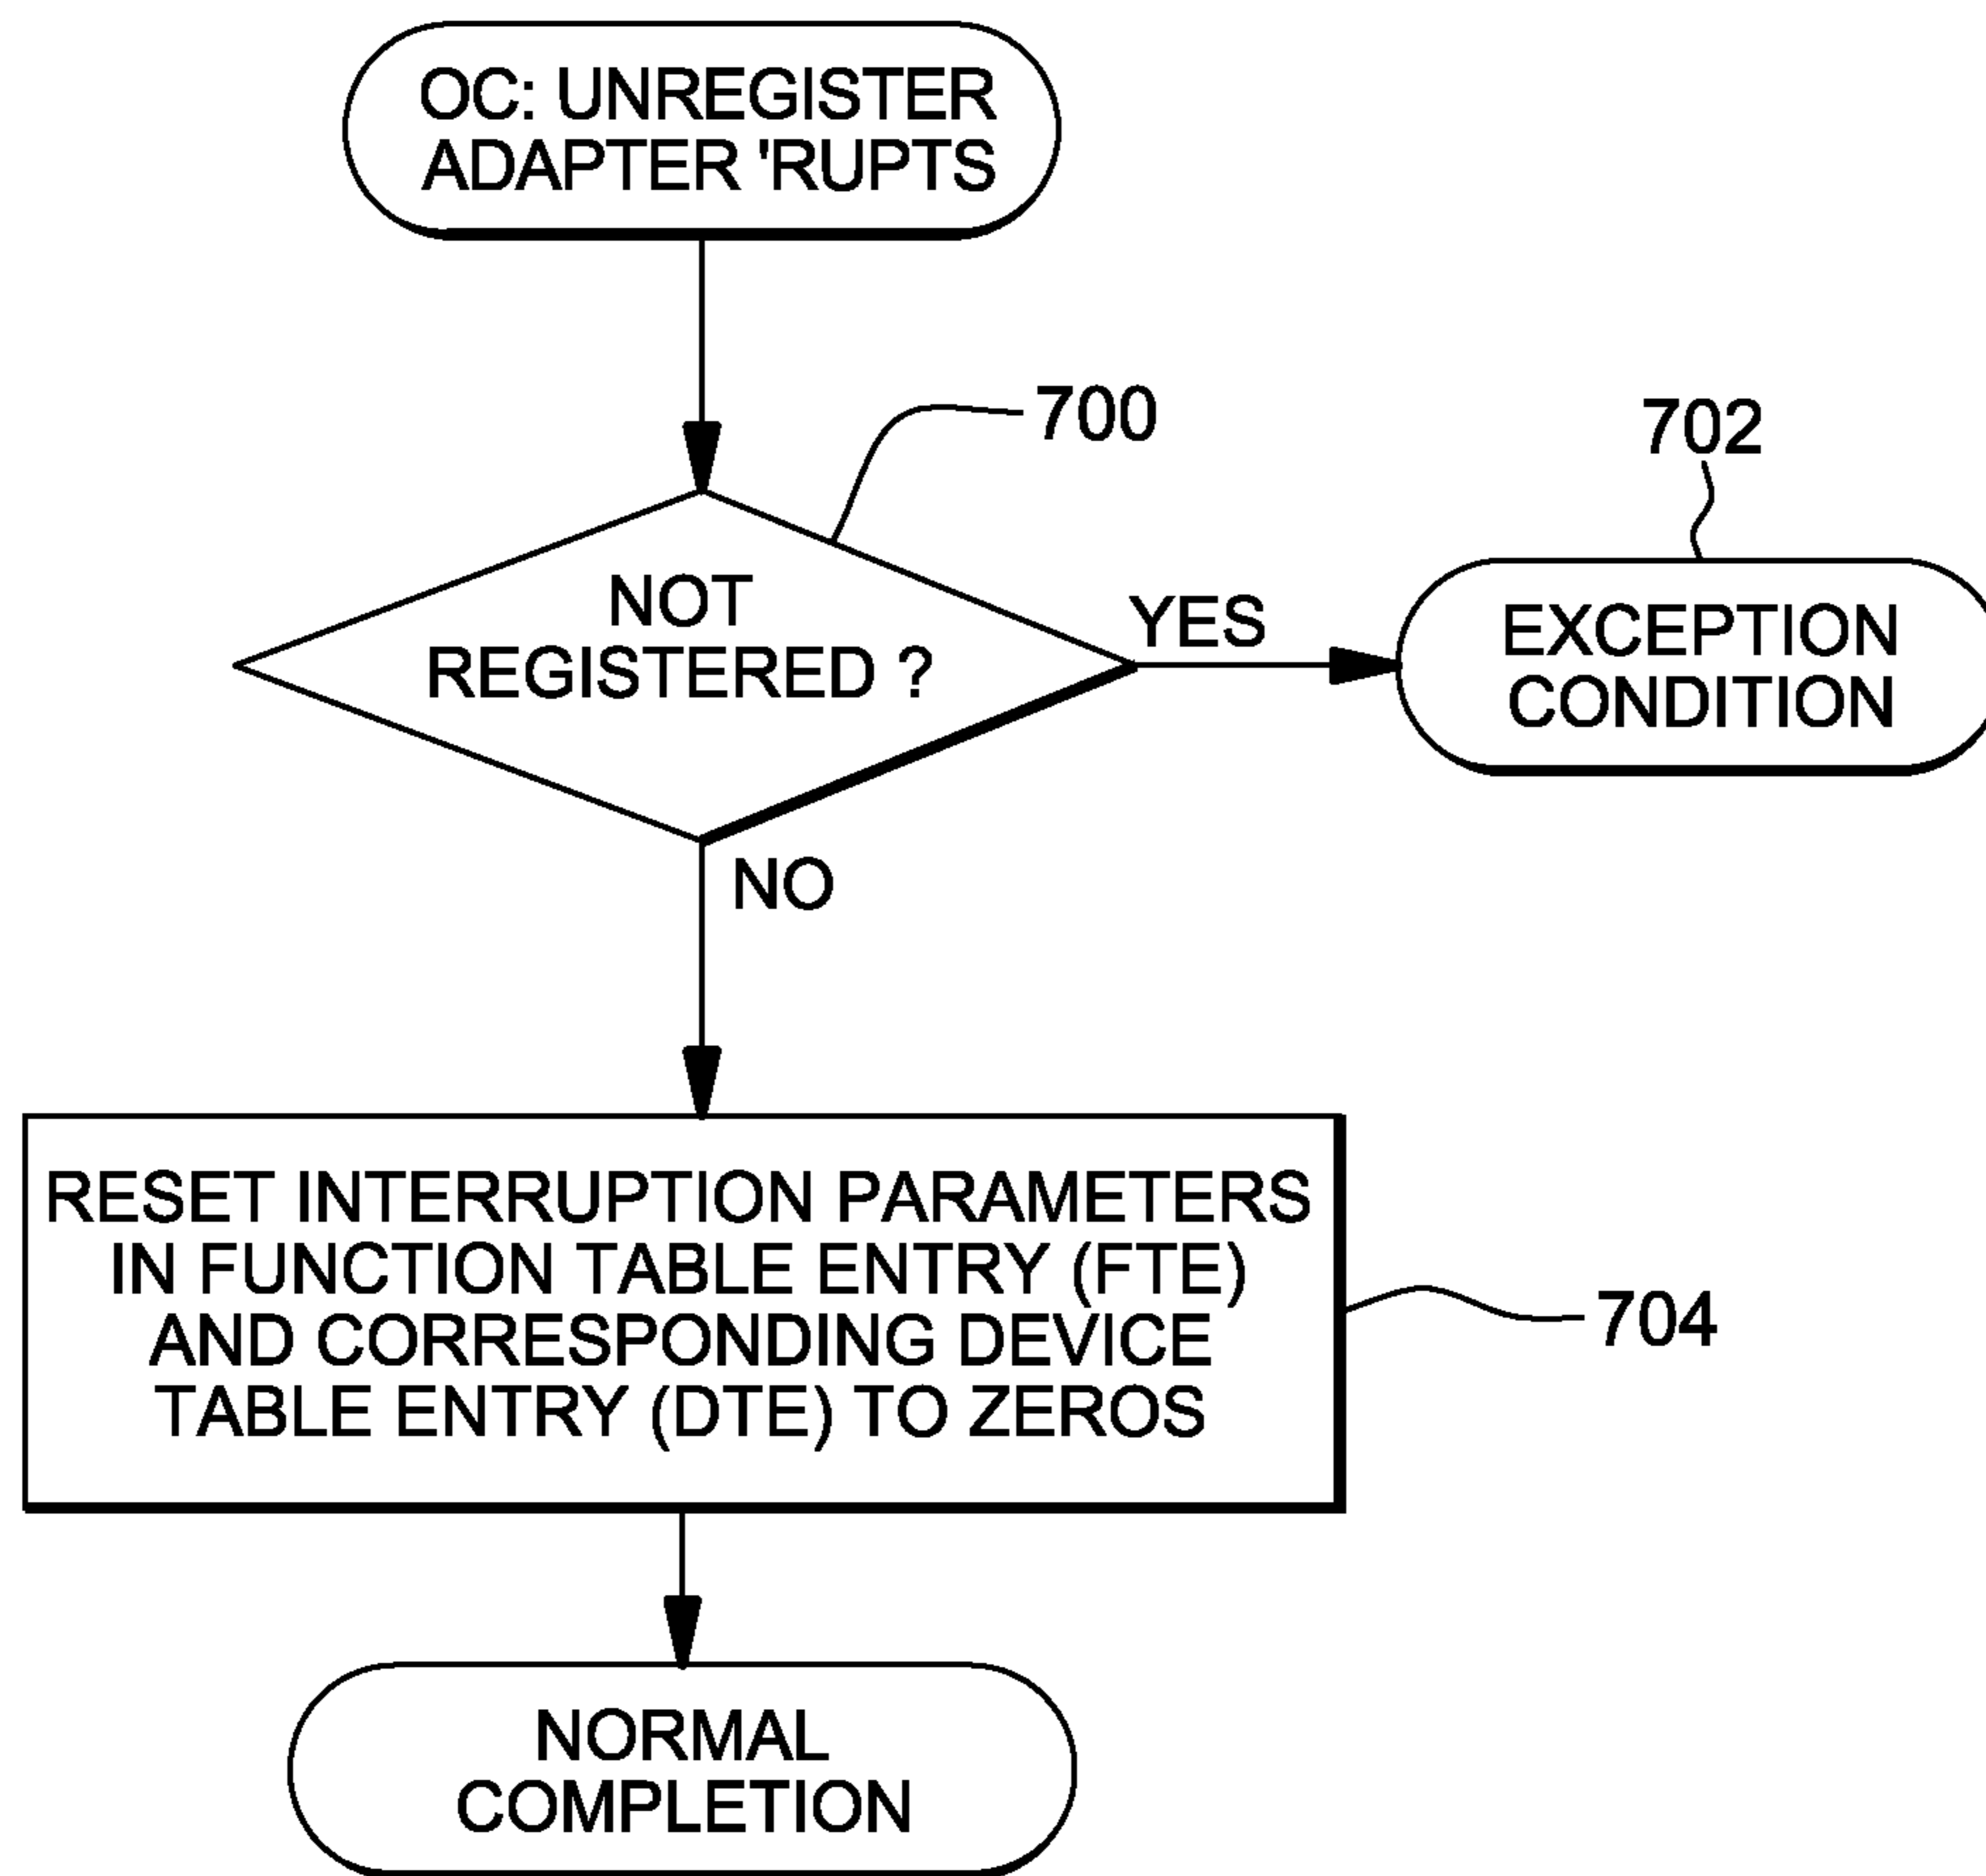 OC: UNREGISTER
ADAPTER 'RUPTS
700
702
NOT
REGISTERED ?
YES
EXCEPTION
CONDITION
NO
RESET INTERRUPTION PARAMETERS
IN FUNCTION TABLE ENTRY (FTE)
AND CORRESPONDING DEVICE
TABLE ENTRY (DTE) TO ZEROS
704
NORMAL
COMPLETION